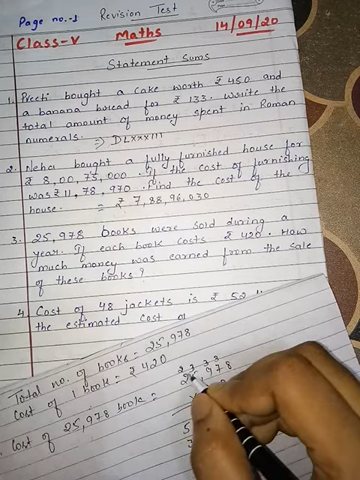 Page no.-1 Revision Test
Class-V Maths 14/09/20
Statement Sums
1. Preeti bought a cake worth ₹ 450 and
a banana bread for ₹ 133. Write the
total amount of money spent in Roman
numerals. ⇒ DLXXXIII
2. Neha bought a fully furnished house for
₹ 8,00,75,000. If the cost of furnishing
was ₹ 11,78,970. Find the cost of the
house. = ₹ 7,88,96,030
3. 25,978 books were sold during a
year. If each book costs ₹ 420. How
much money was earned from the sale
of these books?
4. Cost of 48 jackets is ₹ 52
the estimated cost
Total no. of books = 25,978
Cost of 1 book = ₹ 420
Cost of 25,978 book =